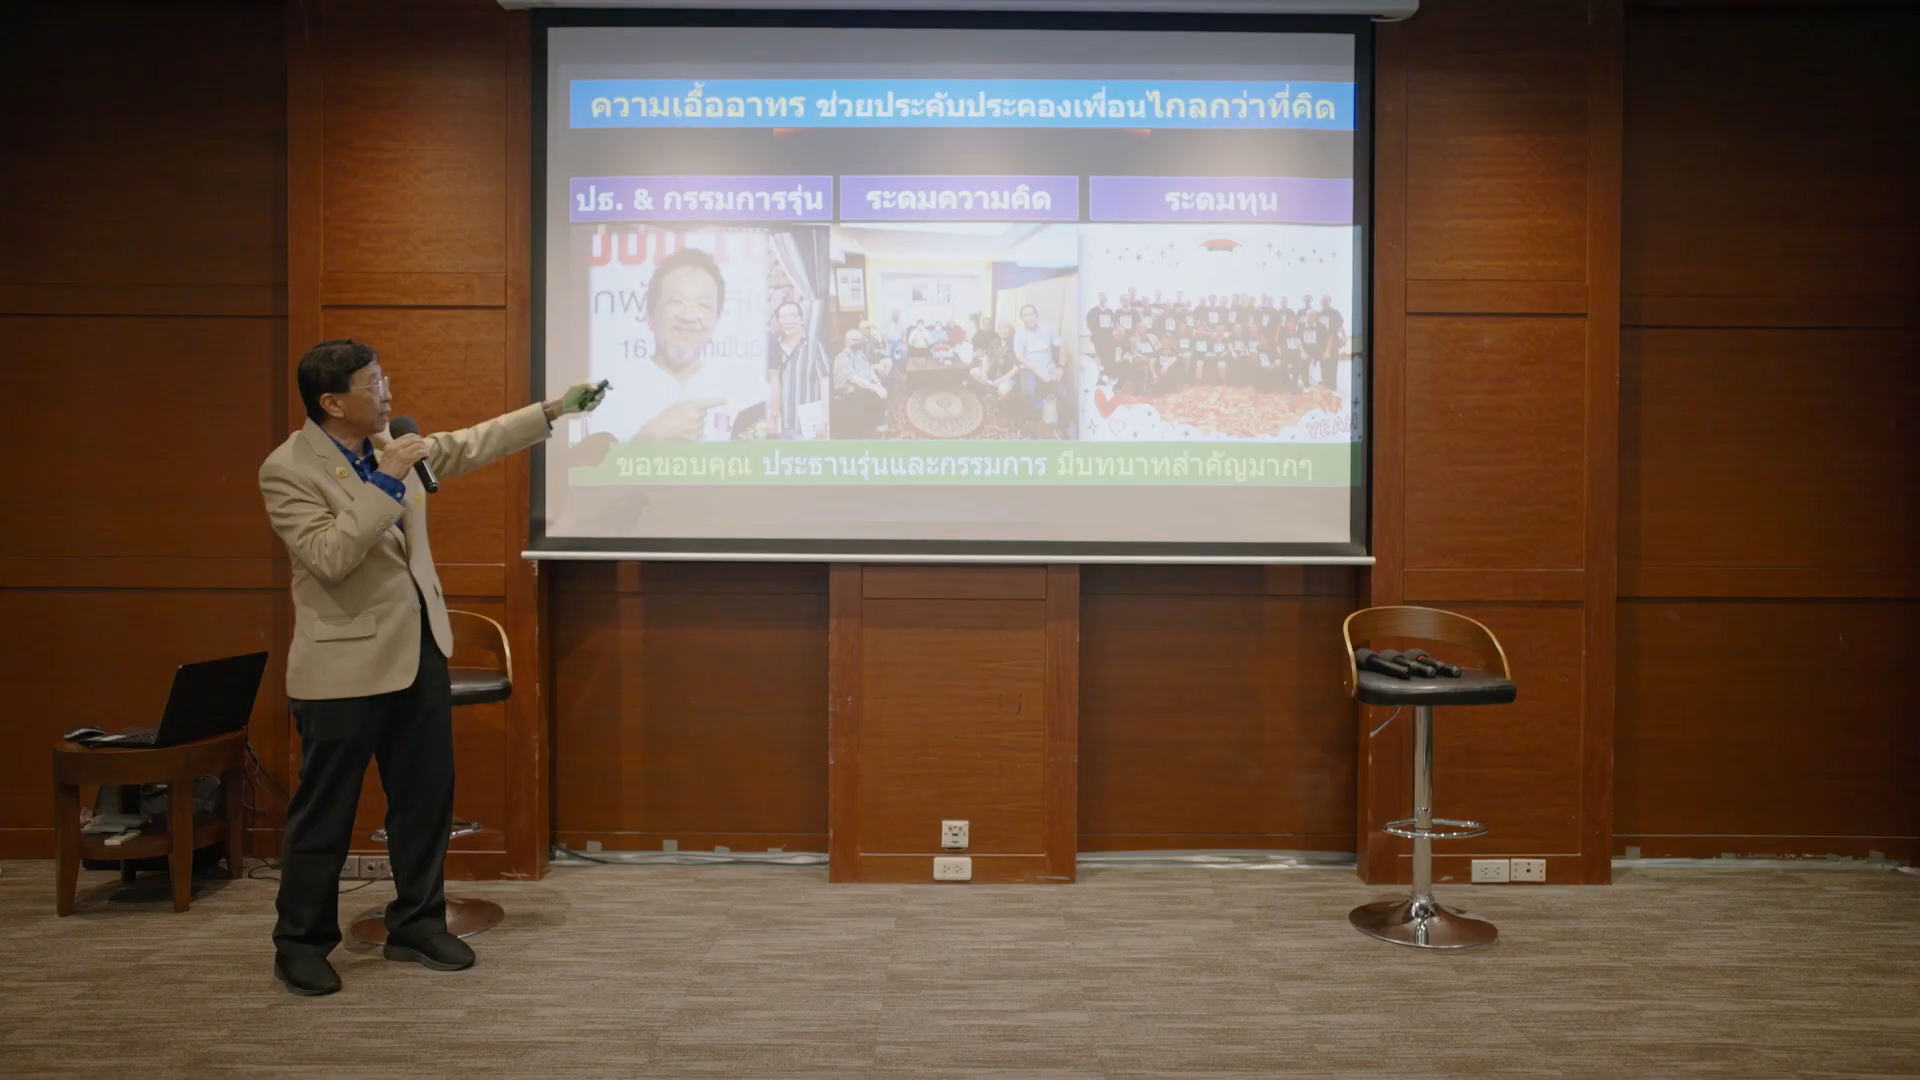 ความเอื้ออาทร ช่วยประคับประคองเพื่อนไกลกว่าที่คิด
ปธ. & กรรมการรุ่น
ระดมความคิด
ระดมทุน
16
YEAH
ขอขอบคุณ ประธานรุ่นและกรรมการ มีบทบาทสำคัญมากๆ